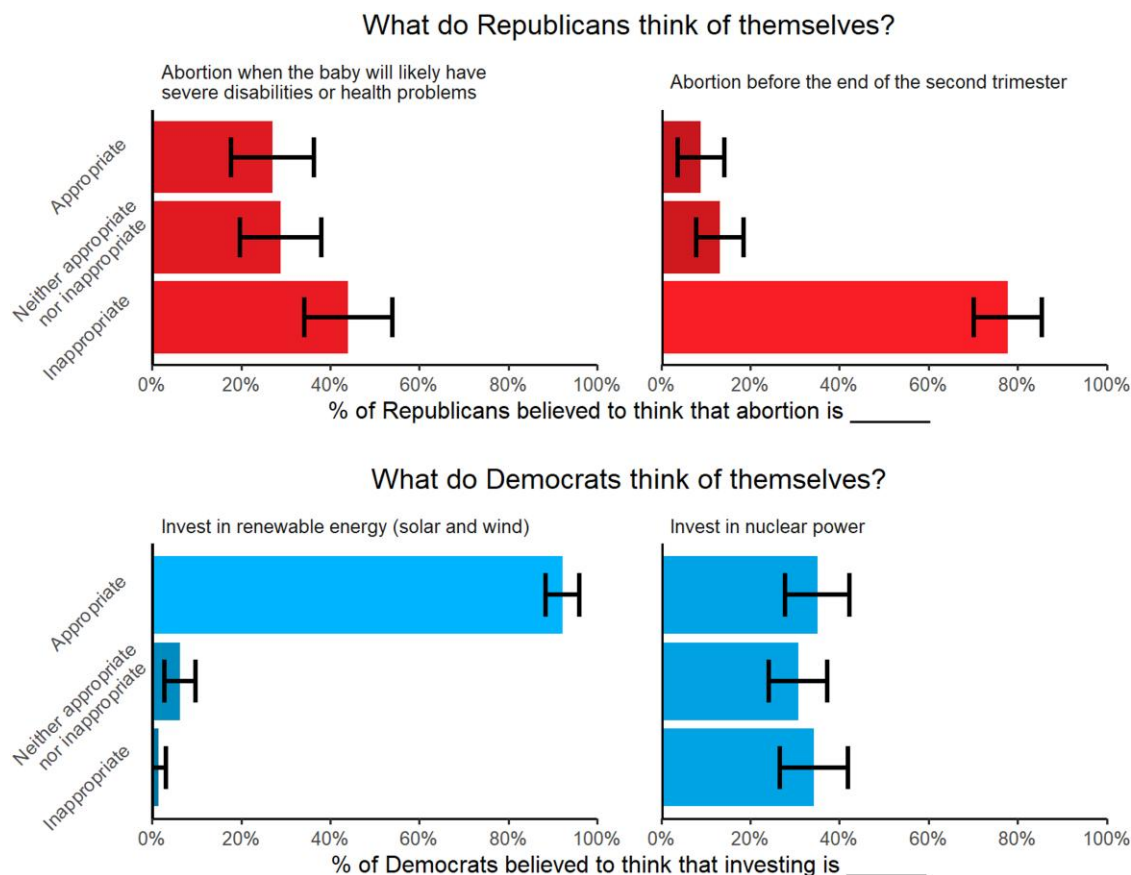 What do Republicans think of themselves?
Abortion when the baby will likely have
severe disabilities or health problems
Abortion before the end of the second trimester
Appropriate
Neither appropriate
nor inappropriate
Inappropriate
0% 20% 40% 60% 80% 100%
0% 20% 40% 60% 80% 100%
% of Republicans believed to think that abortion is ________
What do Democrats think of themselves?
Invest in renewable energy (solar and wind)
Invest in nuclear power
Appropriate
Neither appropriate
nor inappropriate
Inappropriate
0% 20% 40% 60% 80% 100%
0% 20% 40% 60% 80% 100%
% of Democrats believed to think that investing is ________